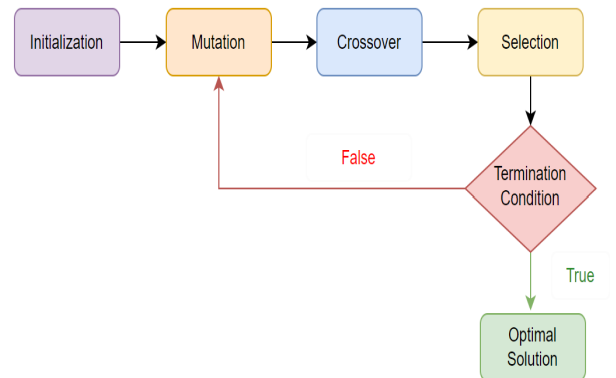 Initialization
Mutation
Crossover
Selection
False
Termination
Condition
True
Optimal
Solution